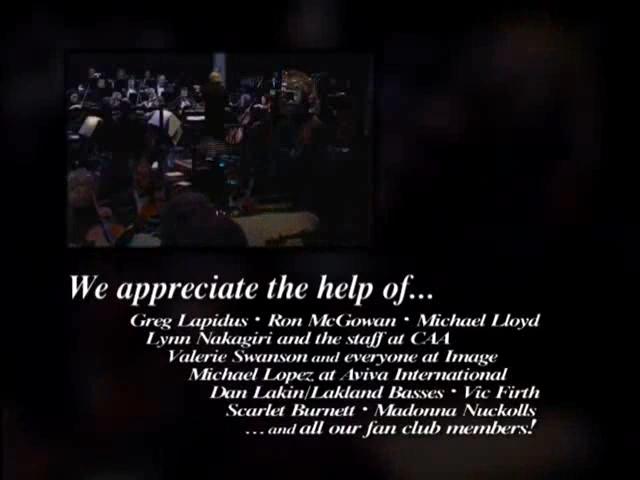 We appreciate the help of...
Greg Lapidus • Ron McGowan • Michael Lloyd
Lynn Nakagiri and the staff at CAA
Valerie Swanson and everyone at Image
Michael Lopez at Aviva International
Dan Lakin/Lakland Basses • Vic Firth
Scarlet Burnett • Madonna Nuckolls
...and all our fan club members!